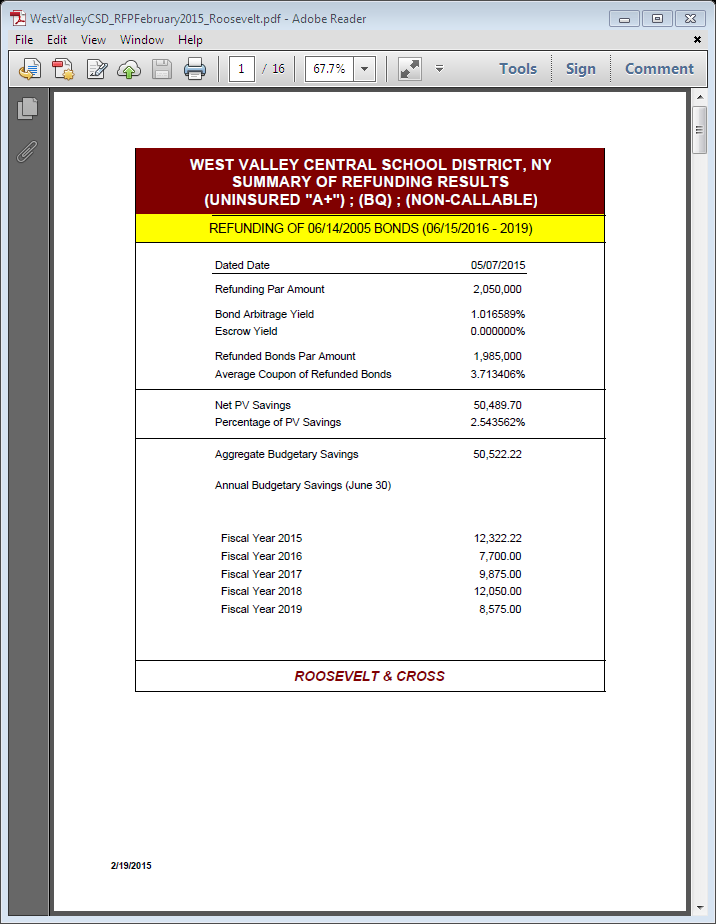 WestValleyCSD_RFPFebruary2015_Roosevelt.pdf - Adobe Reader
File Edit View Window Help
1 / 16 67.7% Tools Sign Comment
WEST VALLEY CENTRAL SCHOOL DISTRICT, NY
SUMMARY OF REFUNDING RESULTS
(UNINSURED "A+") ; (BQ) ; (NON-CALLABLE)
REFUNDING OF 06/14/2005 BONDS (06/15/2016 - 2019)
Dated Date 05/07/2015
Refunding Par Amount 2,050,000
Bond Arbitrage Yield 1.016589%
Escrow Yield 0.000000%
Refunded Bonds Par Amount 1,985,000
Average Coupon of Refunded Bonds 3.713406%
Net PV Savings 50,489.70
Percentage of PV Savings 2.543562%
Aggregate Budgetary Savings 50,522.22
Annual Budgetary Savings (June 30)
Fiscal Year 2015 12,322.22
Fiscal Year 2016 7,700.00
Fiscal Year 2017 9,875.00
Fiscal Year 2018 12,050.00
Fiscal Year 2019 8,575.00
ROOSEVELT & CROSS
2/19/2015